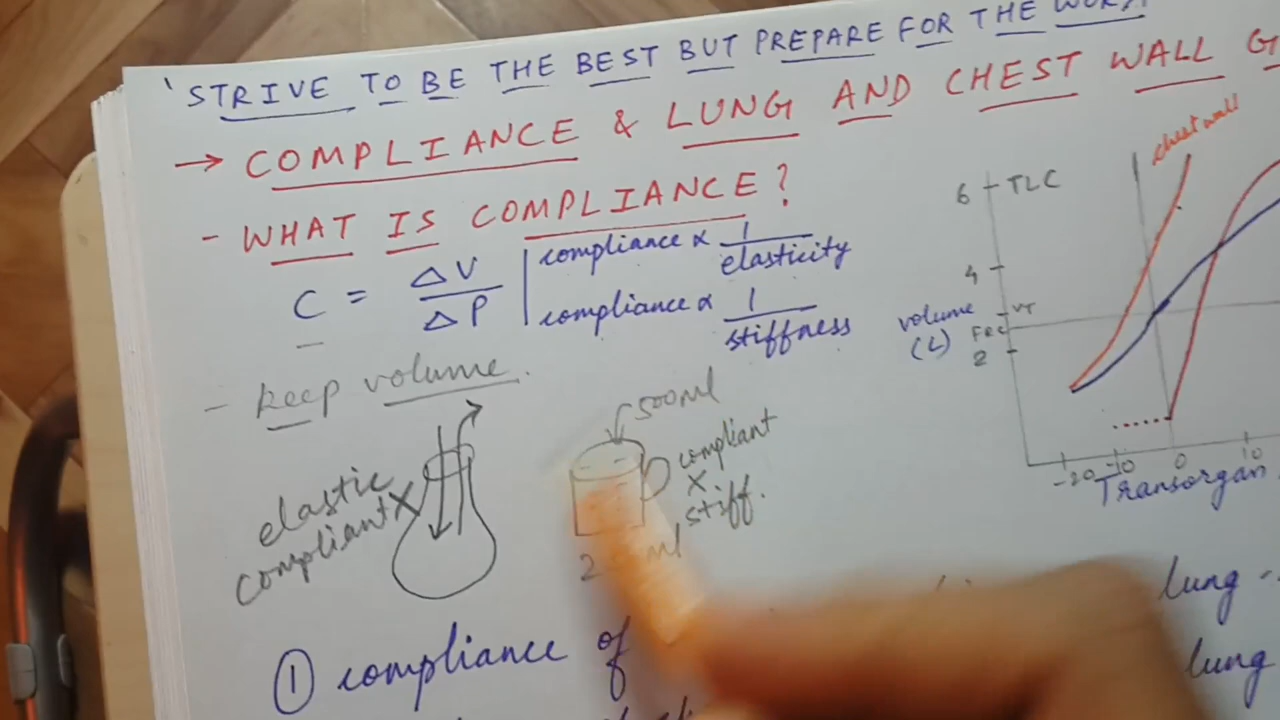 'STRIVE TO BE THE BEST BUT PREPARE FOR THE
→ COMPLIANCE & LUNG AND CHEST WALL G
- WHAT IS COMPLIANCE?
C = ΔV / ΔP
compliance ∝ 1 / elasticity
compliance ∝ 1 / stiffness
- keep volume.
elastic
compliant X
500ml
compliant
X.
stiff.
ml
chest wall
6 TLC
4
VT
volume
(L)
FRC
2
-20 -10 0 10
Transorgan
① compliance of
lung
lung